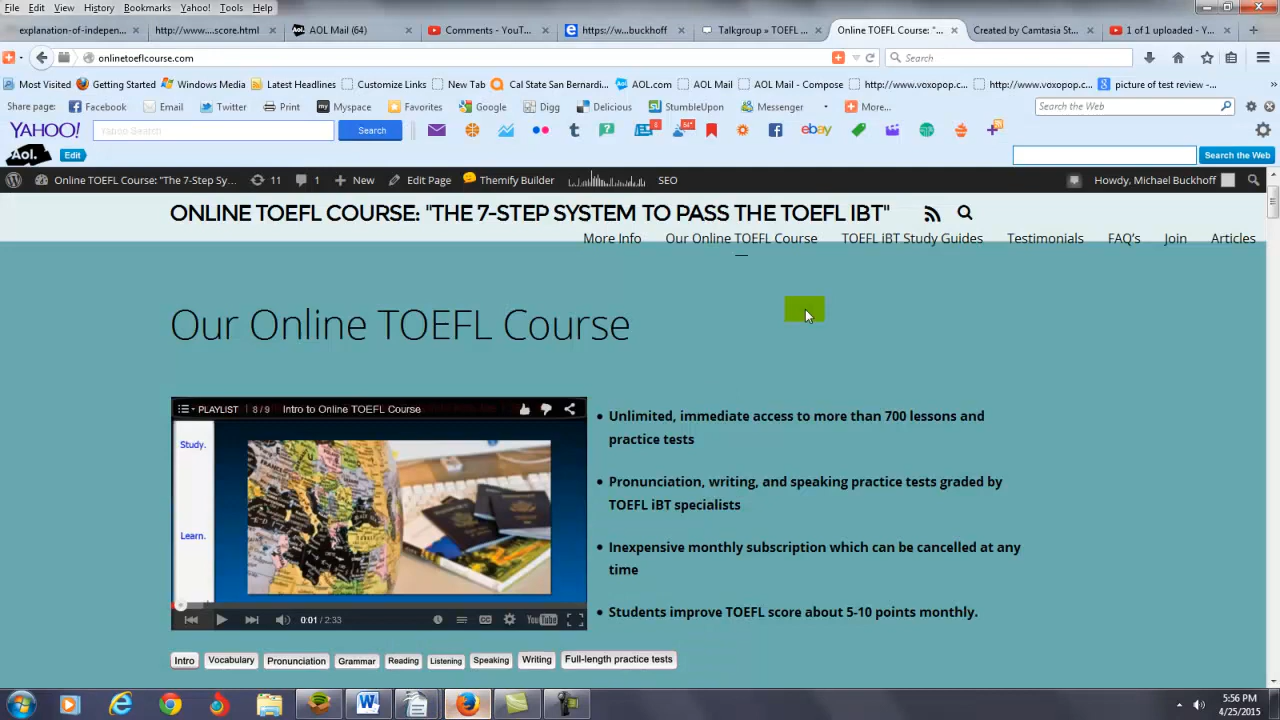 File Edit View History Bookmarks Yahoo! Tools Help
explanation-of-indepen... × http://www....score.html × Aol. AOL Mail (64) × Comments - YouT... × https://w...buckhoff × Talkgroup » TOEFL ... × Online TOEFL Course: "... × Created by Camtasia St... × 1 of 1 uploaded - Y... ×
onlinetoeflcourse.com Search
Most Visited Getting Started Windows Media Latest Headlines Customize Links New Tab Cal State San Bernardi... AOL.com AOL Mail AOL Mail - Compose http://www.voxopop.c... http://www.voxopop.c... picture of test review -...
Share page: Facebook Email Twitter Print Myspace Favorites Google Digg Delicious StumbleUpon Messenger More... Search the Web
YAHOO! Yahoo Search Search ebay
Aol. Edit Search the Web
Online TOEFL Course: "The 7-Step Sy... 11 1 New Edit Page Themify Builder SEO Howdy, Michael Buckhoff
ONLINE TOEFL COURSE: "THE 7-STEP SYSTEM TO PASS THE TOEFL IBT"
More Info Our Online TOEFL Course TOEFL iBT Study Guides Testimonials FAQ's Join Articles
Our Online TOEFL Course
PLAYLIST 8/9 Intro to Online TOEFL Course
Study.
Learn.
0:01 / 2:33 YouTube
• Unlimited, immediate access to more than 700 lessons and
practice tests
• Pronunciation, writing, and speaking practice tests graded by
TOEFL iBT specialists
• Inexpensive monthly subscription which can be cancelled at any
time
• Students improve TOEFL score about 5-10 points monthly.
Intro Vocabulary Pronunciation Grammar Reading Listening Speaking Writing Full-length practice tests
5:56 PM
4/25/2015